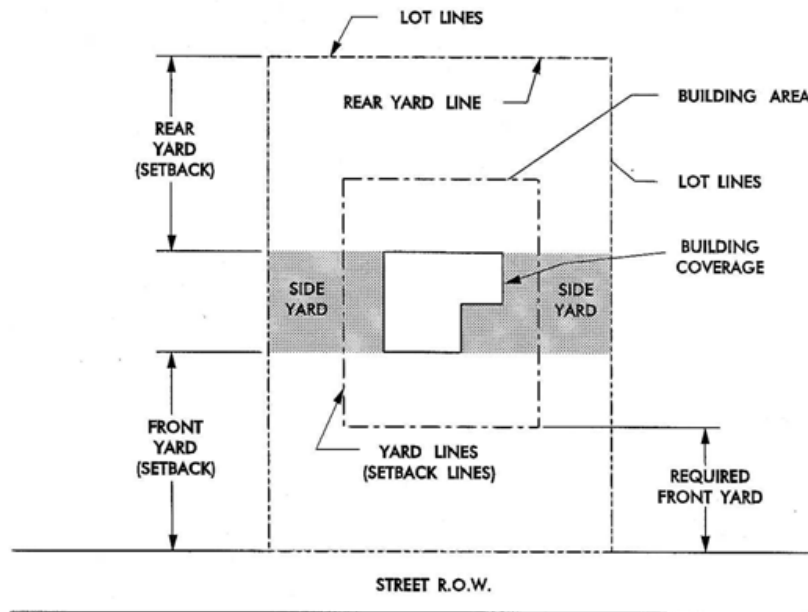 LOT LINES
REAR YARD LINE
BUILDING AREA
REAR
YARD
(SETBACK)
LOT LINES
BUILDING
COVERAGE
SIDE
YARD
SIDE
YARD
FRONT
YARD
(SETBACK)
YARD LINES
(SETBACK LINES)
REQUIRED
FRONT YARD
STREET R.O.W.